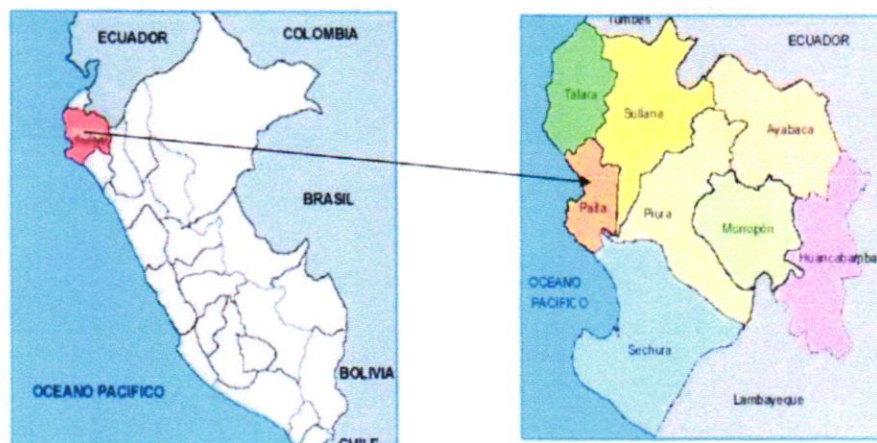 ECUADOR
COLOMBIA
BRASIL
BOLIVIA
OCEANO PACIFICO
CHILE
Tumbes
ECUADOR
Talara
Sullana
Ayabaca
Paita
Piura
Morropón
Huancabamba
OCEANO
PACIFICO
Sechura
Lambayeque